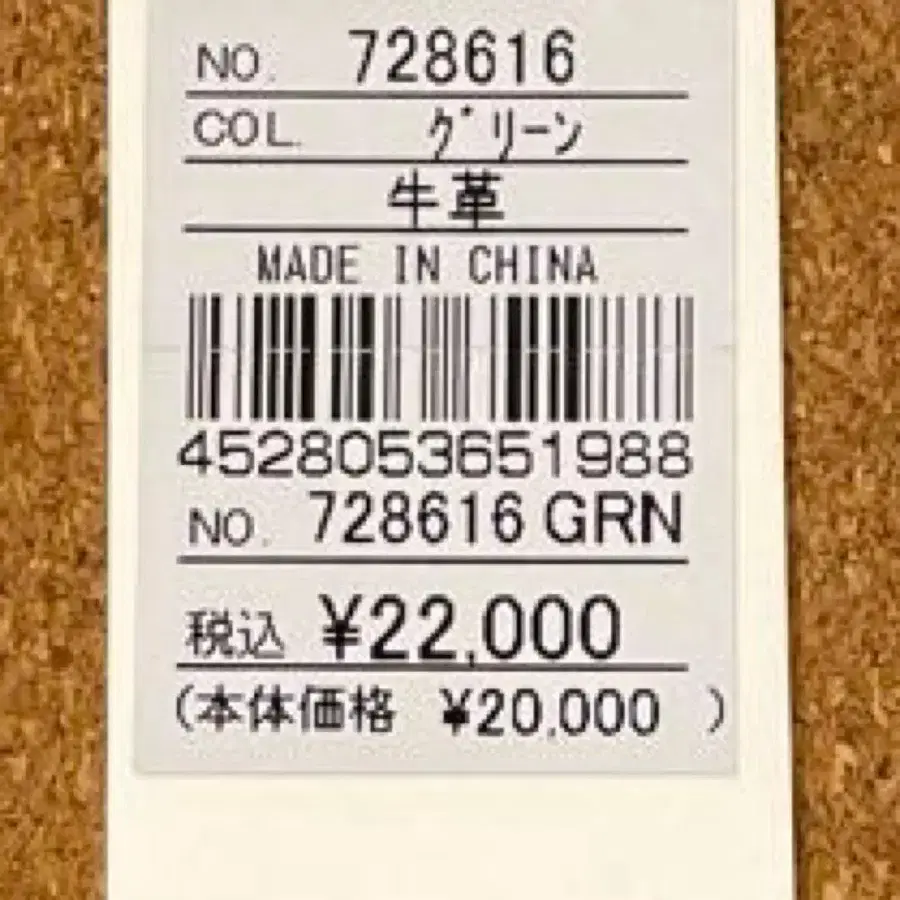 NO. 728616
COL. グリーン
牛革
MADE IN CHINA
4528053651988
NO. 728616 GRN
税込 ¥22,000
(本体価格 ¥20,000 )